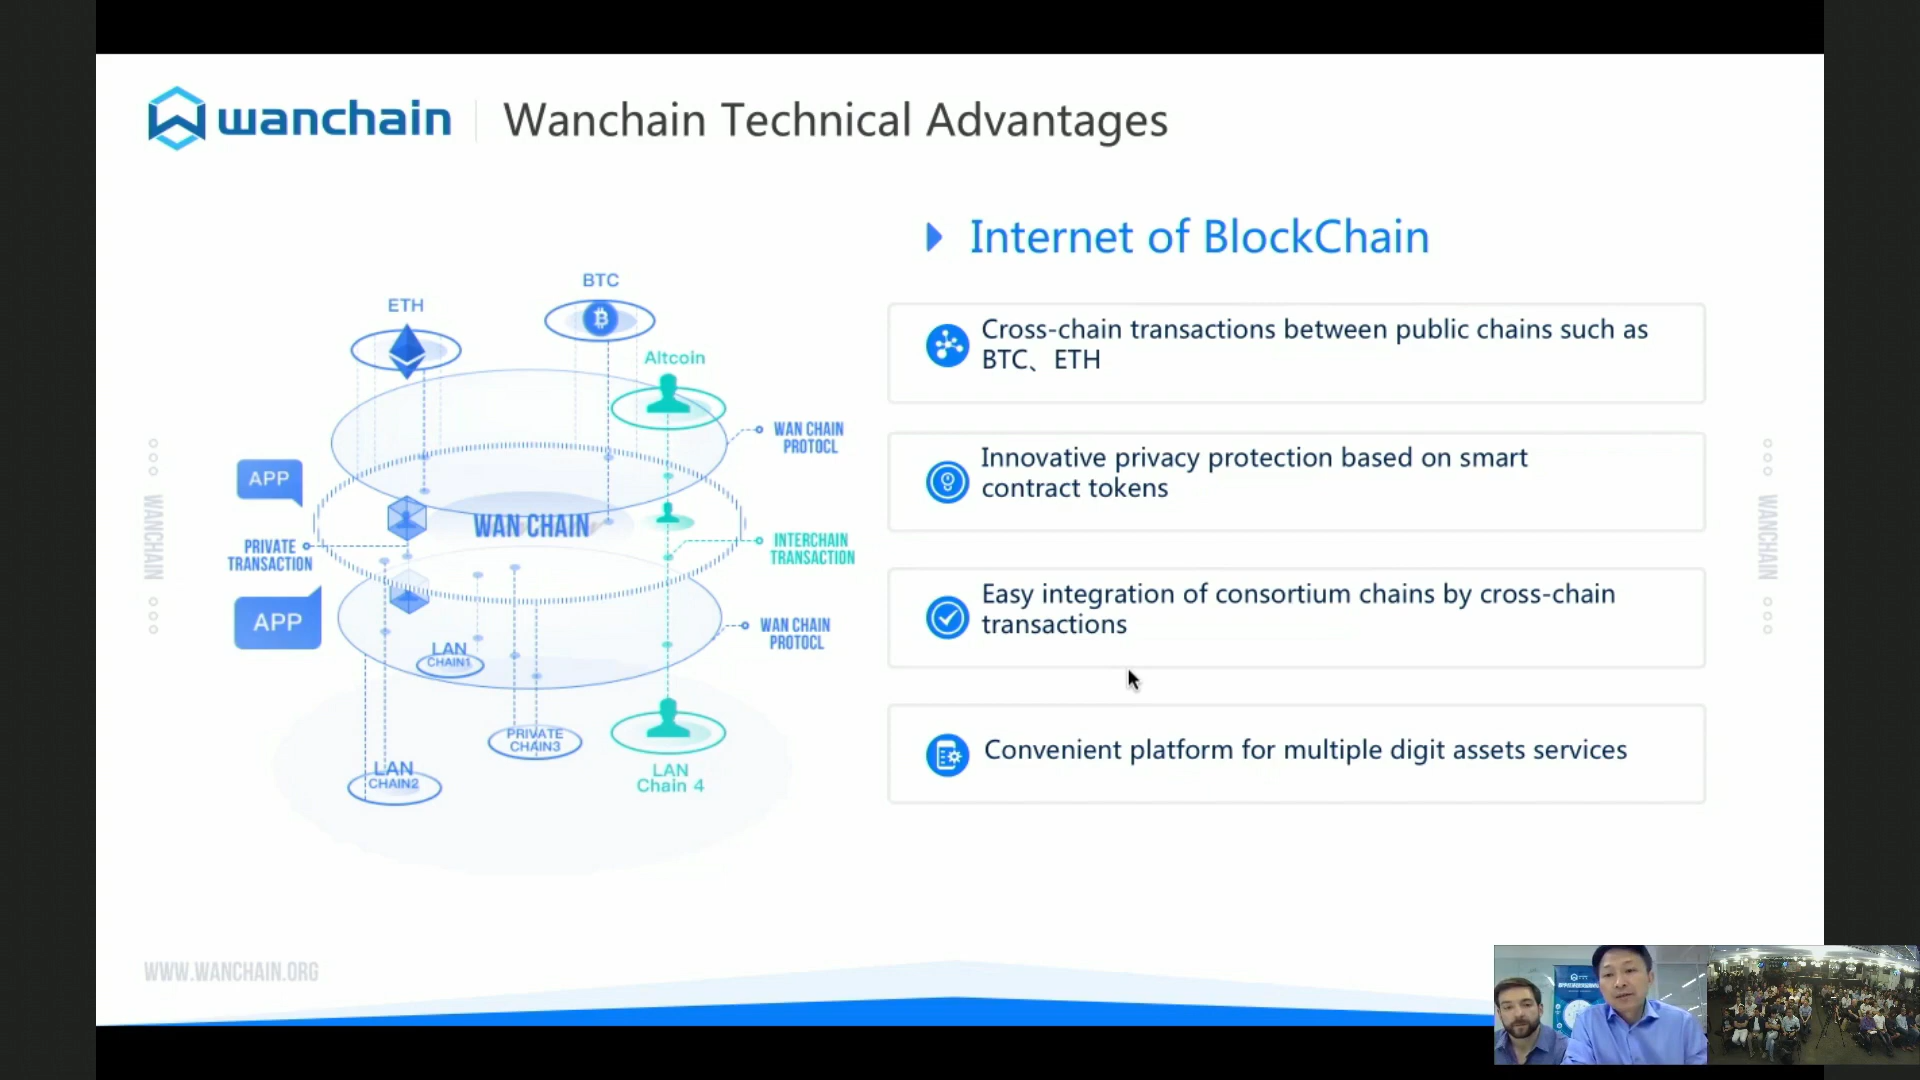 wanchain
Wanchain Technical Advantages
Internet of BlockChain
BTC
ETH
Altcoin
WAN CHAIN
PROTOCL
APP
WAN CHAIN
PRIVATE
TRANSACTION
INTERCHAIN
TRANSACTION
APP
WAN CHAIN
PROTOCL
LAN
CHAIN1
PRIVATE
CHAIN3
LAN
CHAIN2
LAN
Chain 4
Cross-chain transactions between public chains such as
BTC、ETH
Innovative privacy protection based on smart
contract tokens
Easy integration of consortium chains by cross-chain
transactions
Convenient platform for multiple digit assets services
WANCHAIN
WANCHAIN
WWW.WANCHAIN.ORG